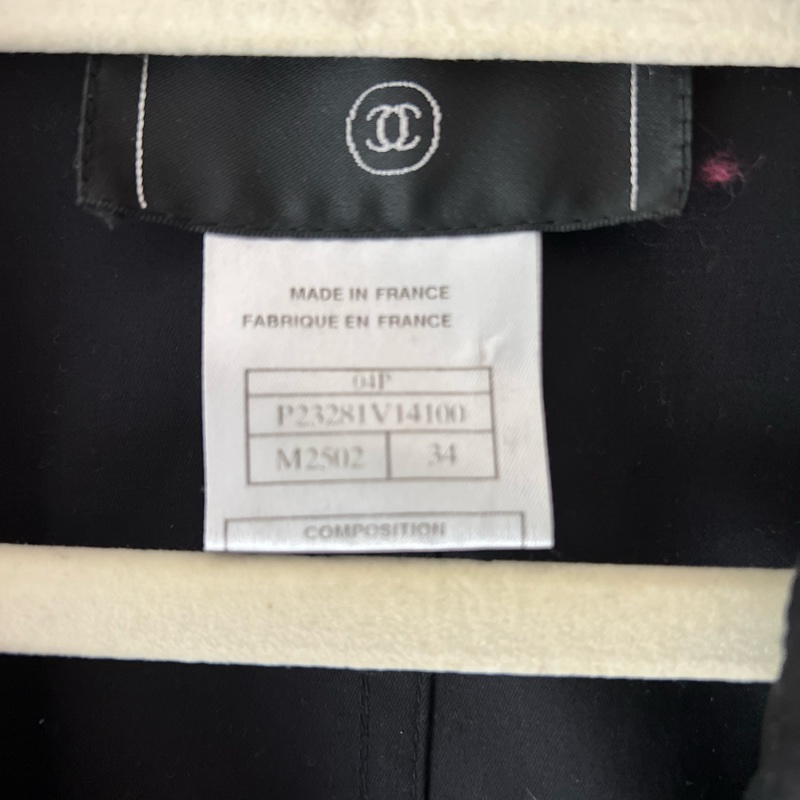 MADE IN FRANCE
FABRIQUE EN FRANCE
04P
P23281V14100
M2502 34
COMPOSITION